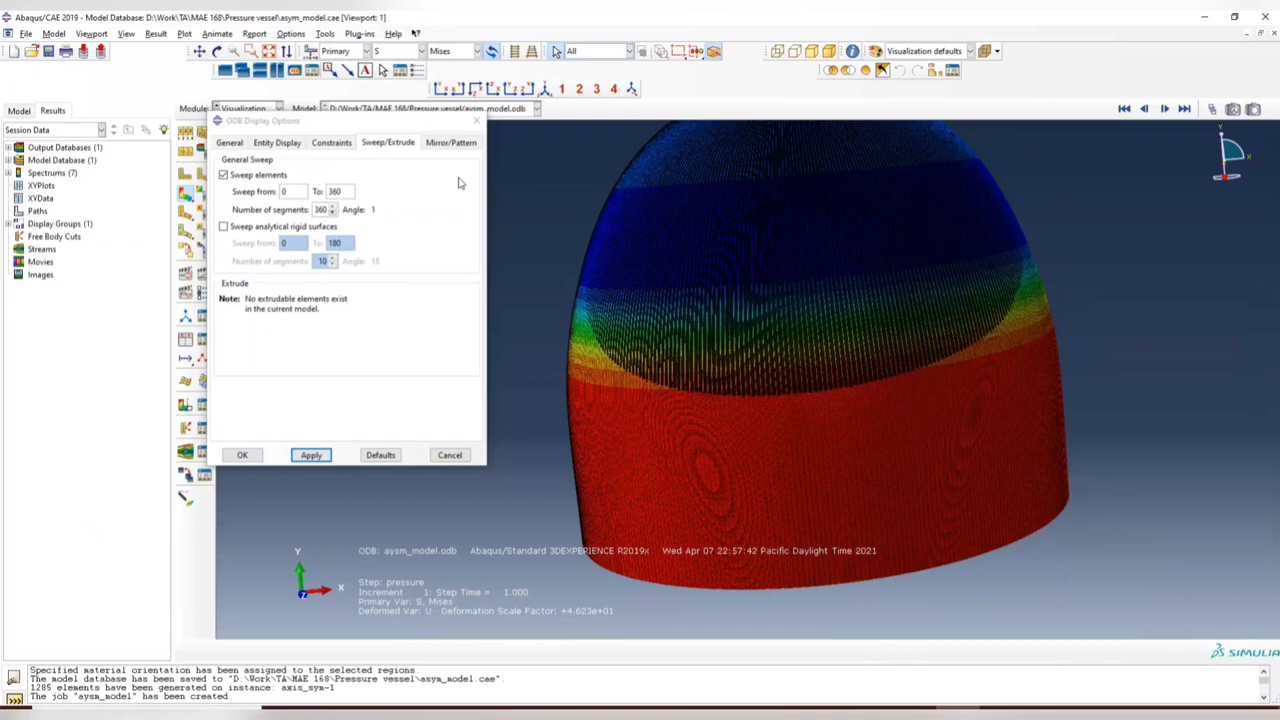 Abaqus/CAE 2019 - Model Database: D:\Work\TA/MAE 168\Pressure vessel/asym_model.cae [Viewport: 1]
File Model Viewport View Result Plot Animate Report Options Tools Plug-ins Help
Primary S Mises All Visualization defaults
1 2 3 4
Model Results Module: Visualization Model: D:/Work/TA/MAE 168/Pressure vessel/aysm_model.odb
Session Data
ODB Display Options
General Entity Display Constraints Sweep/Extrude Mirror/Pattern
Output Databases (1)
Model Database (1)
Spectrums (7)
XYPlots
XYData
Paths
Display Groups (1)
Free Body Cuts
Streams
Movies
Images
General Sweep
Sweep elements
Sweep from: 0 To: 360
Number of segments: 360 Angle: 1
Sweep analytical rigid surfaces
Sweep from: 0 To: 180
Number of segments: 10 Angle: 18
Extrude
Note: No extrudable elements exist
in the current model.
OK Apply Defaults Cancel
Y
X
Y
X
Z
ODB: aysm_model.odb Abaqus/Standard 3DEXPERIENCE R2019x Wed Apr 07 22:57:42 Pacific Daylight Time 2021
Step: pressure
Increment 1: Step Time = 1.000
Primary Var: S, Mises
Deformed Var: U Deformation Scale Factor: +4.623e+01
SIMULIA
Specified material orientation has been assigned to the selected regions.
The model database has been saved to "D:\Work\TA/MAE 168\Pressure vessel\asym_model.cae".
1285 elements have been generated on instance: axis_sym-1
The job "aysm_model" has been created.